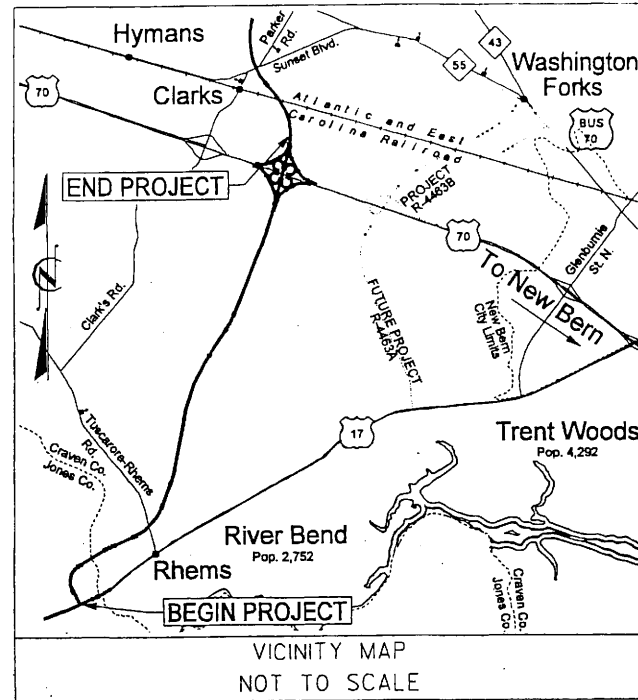 Hymans
Parker
Rd.
Sunset Blvd.
43
55
Washington
Forks
70
Clarks
Atlantic and East
Carolina Railroad
BUS
70
END PROJECT
PROJECT
R-4463B
70
Glenburnie
St. N.
To New Bern
Clark's Rd.
FUTURE PROJECT
R-4463A
New Bern
City Limits
17
Trent Woods
Pop. 4,292
Tuscarora-Rhems
Rd.
Craven Co.
Jones Co.
River Bend
Pop. 2,752
Rhems
Craven Co.
Jones Co.
BEGIN PROJECT
VICINITY MAP
NOT TO SCALE